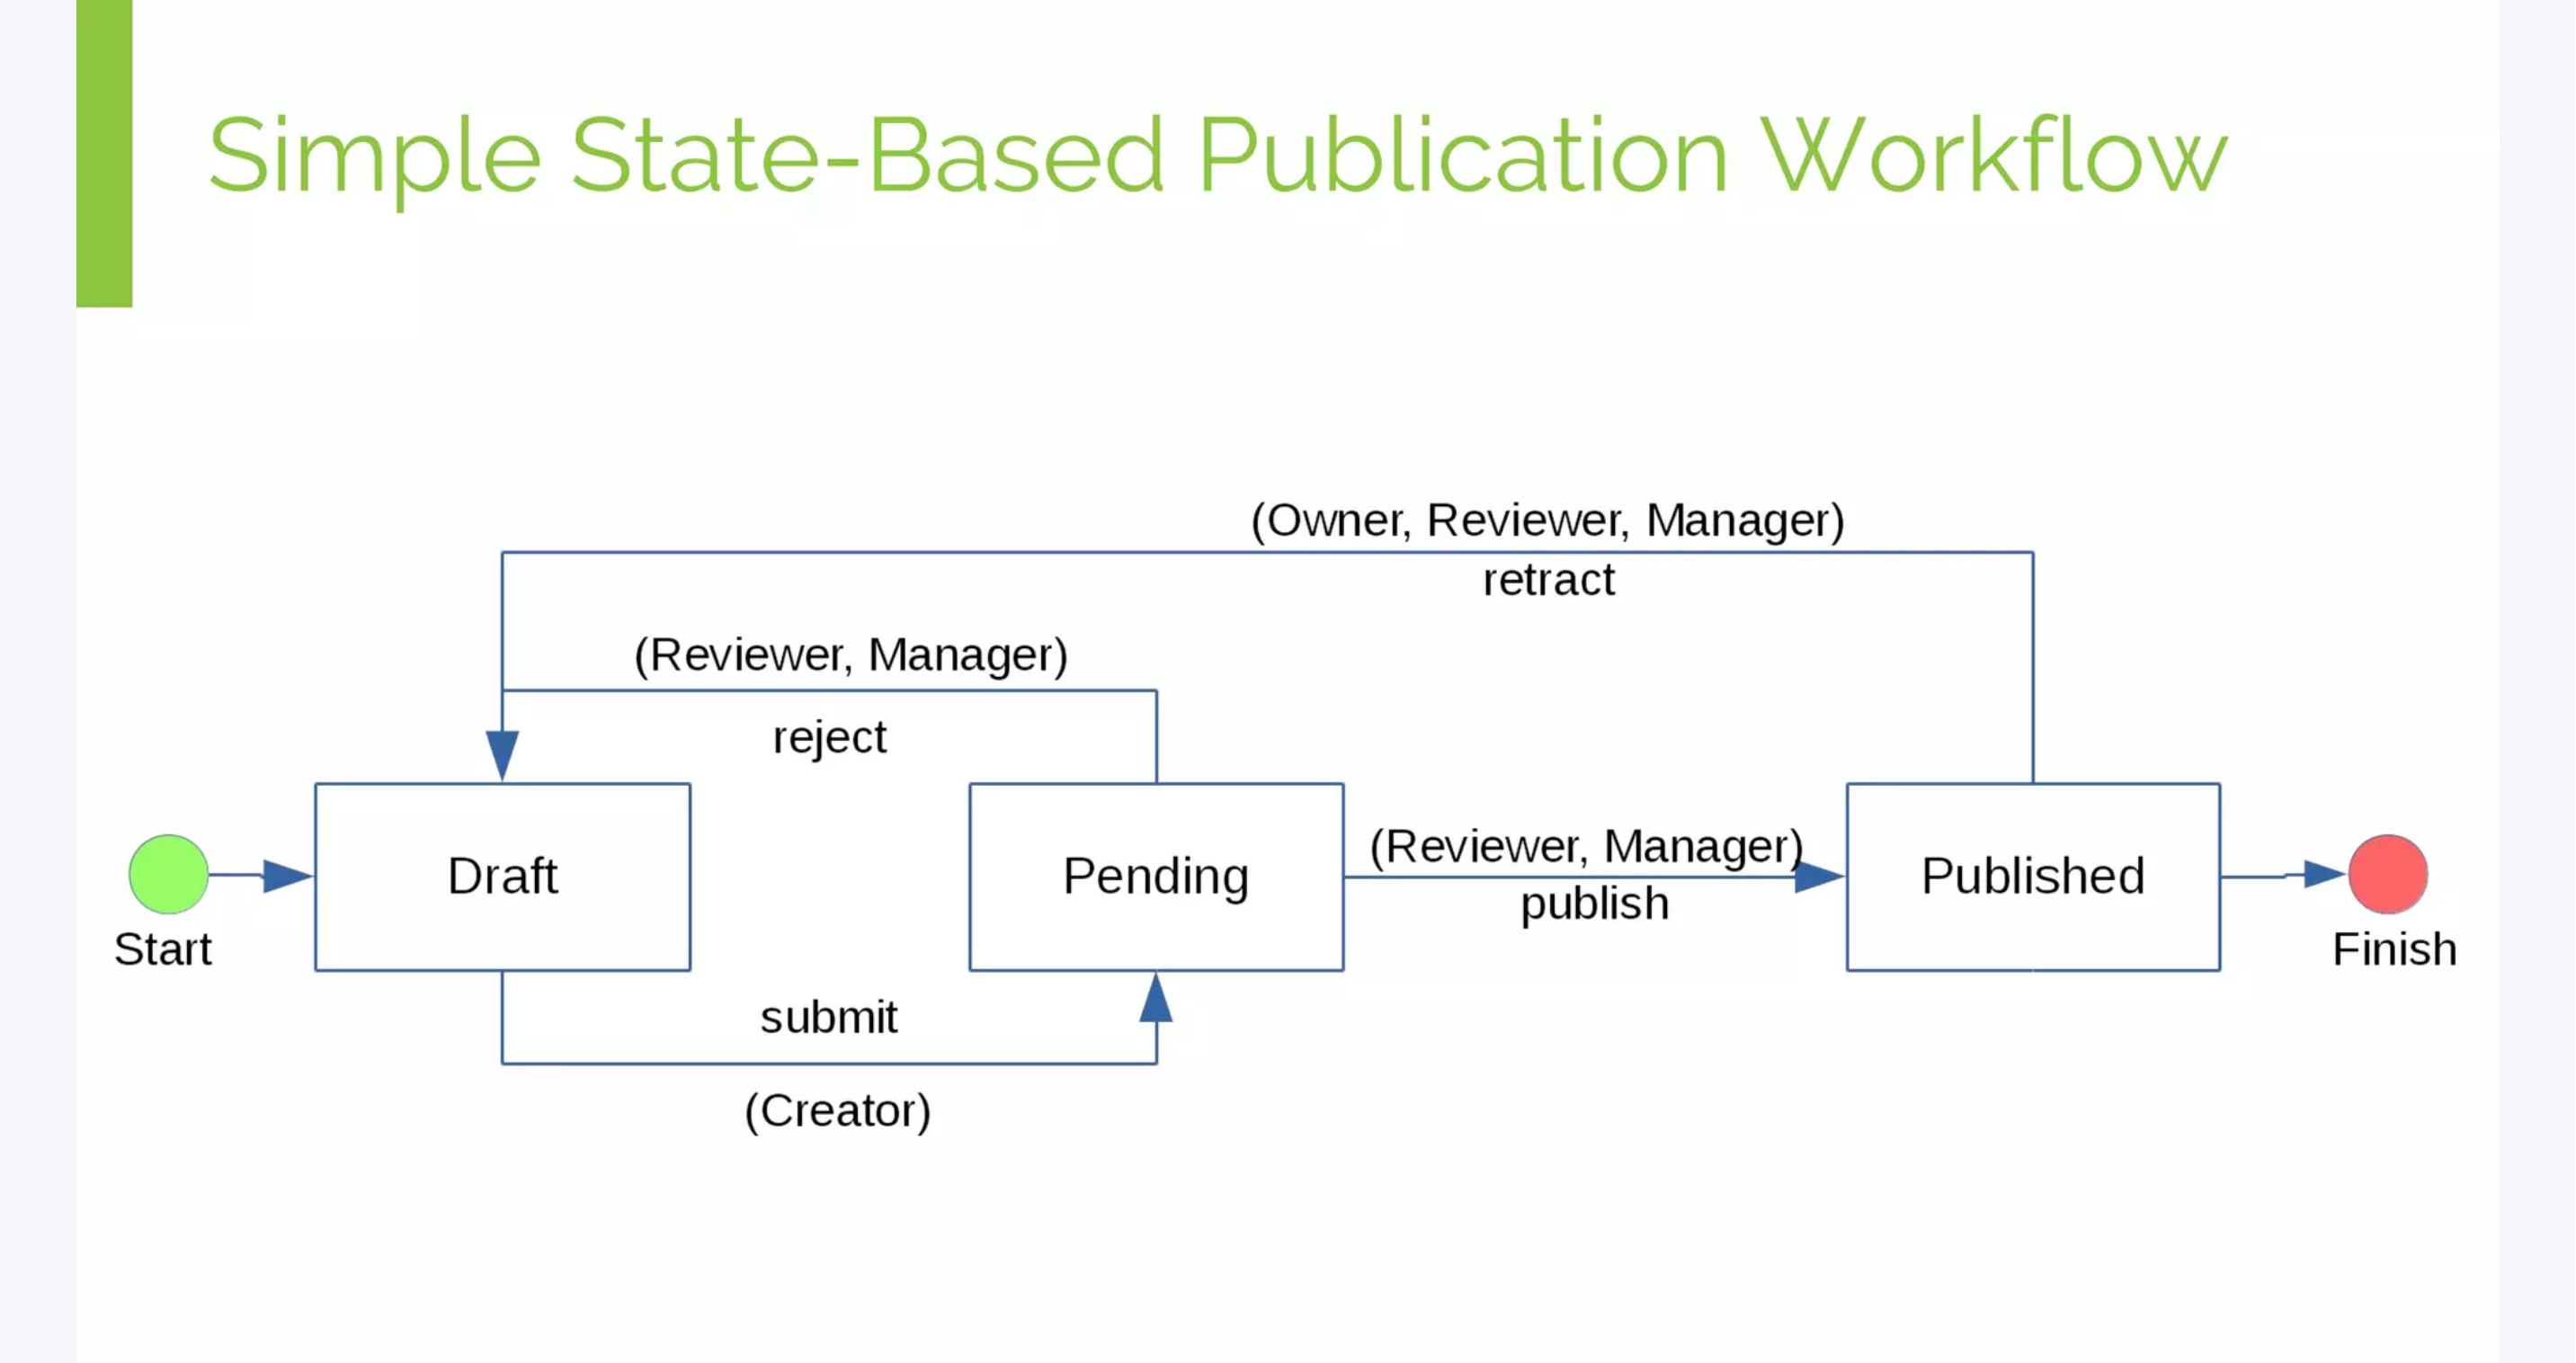 Simple State-Based Publication Workflow
(Owner, Reviewer, Manager)
retract
(Reviewer, Manager)
reject
(Reviewer, Manager)
publish
Draft
Pending
Published
Start
Finish
submit
(Creator)